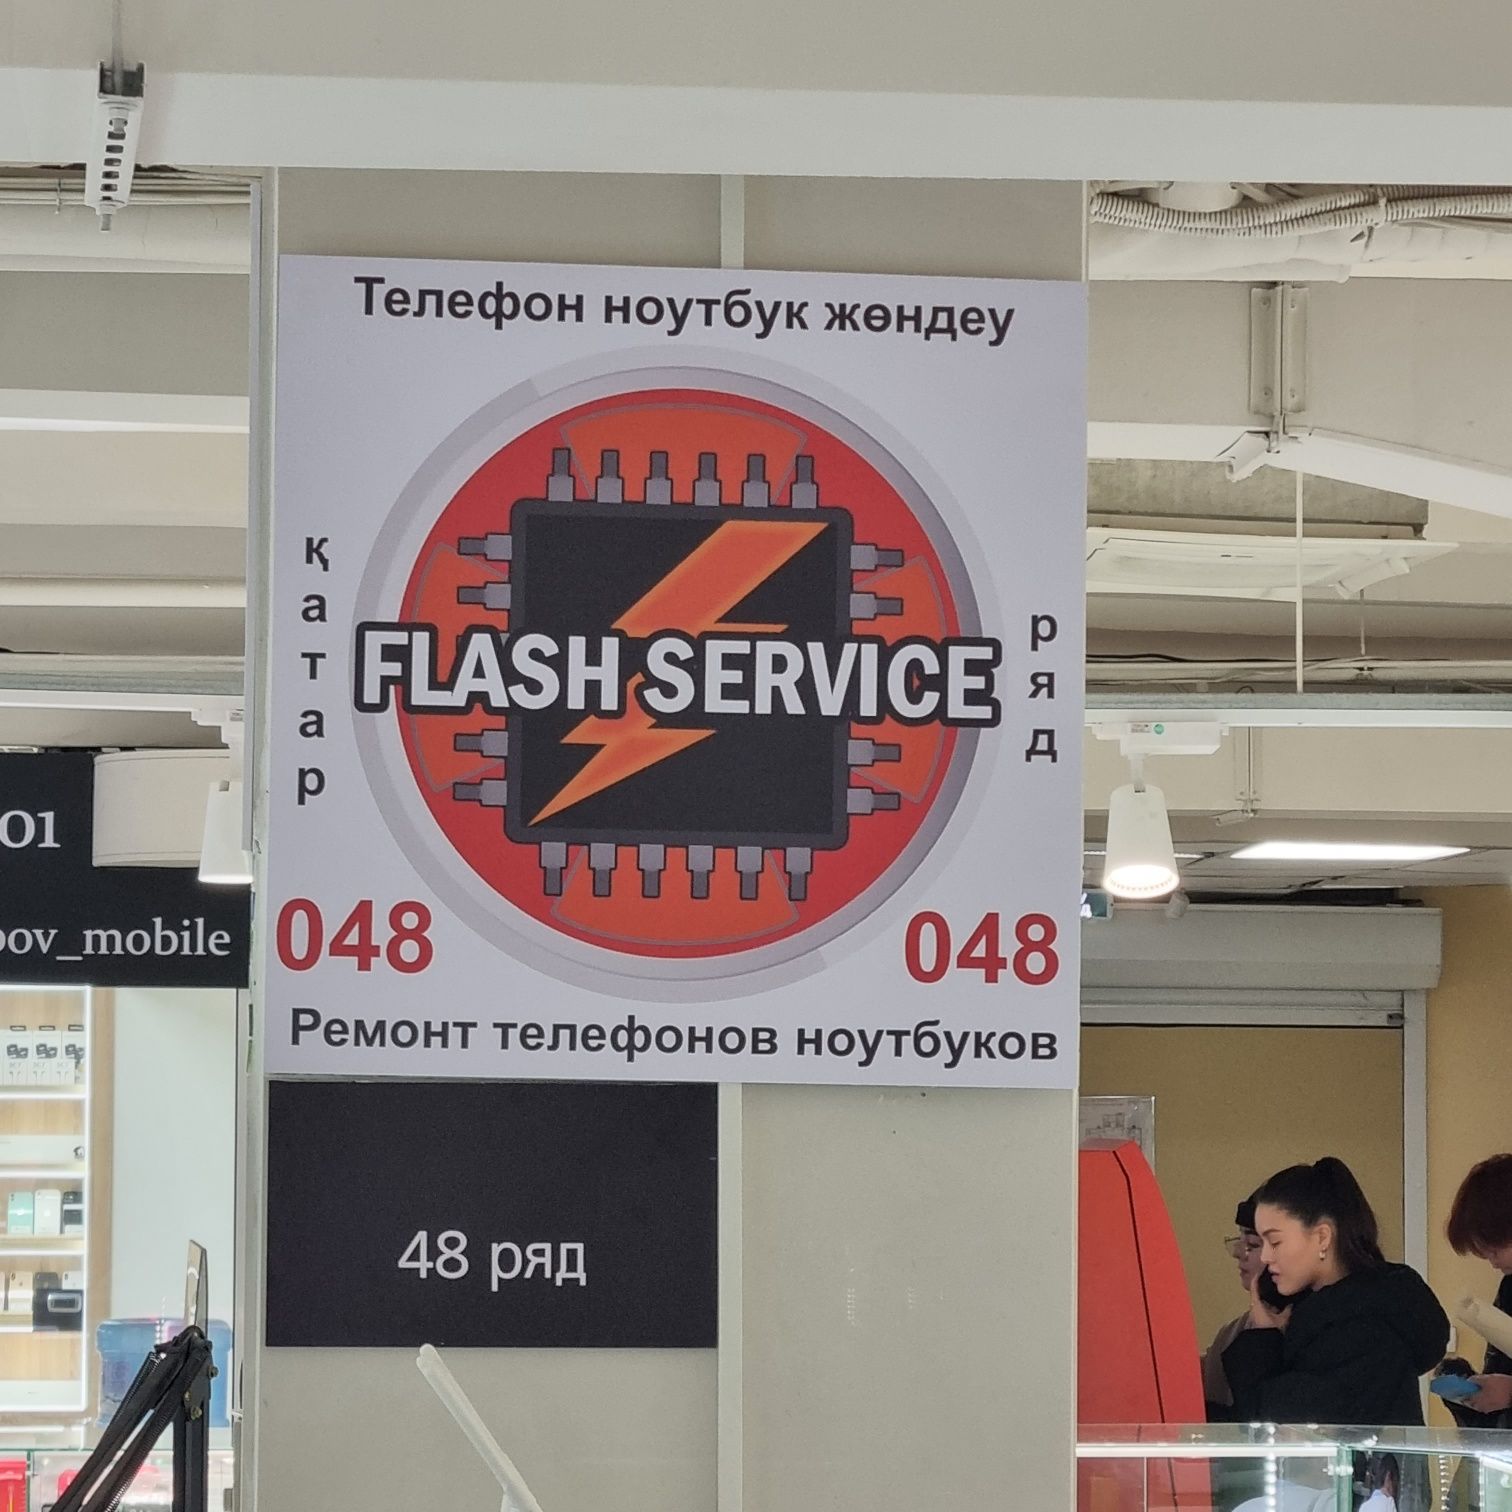 Телефон ноутбук жөндеу
қатар
FLASH SERVICE
ряд
048
048
Ремонт телефонов ноутбуков
48 ряд
01
ov_mobile